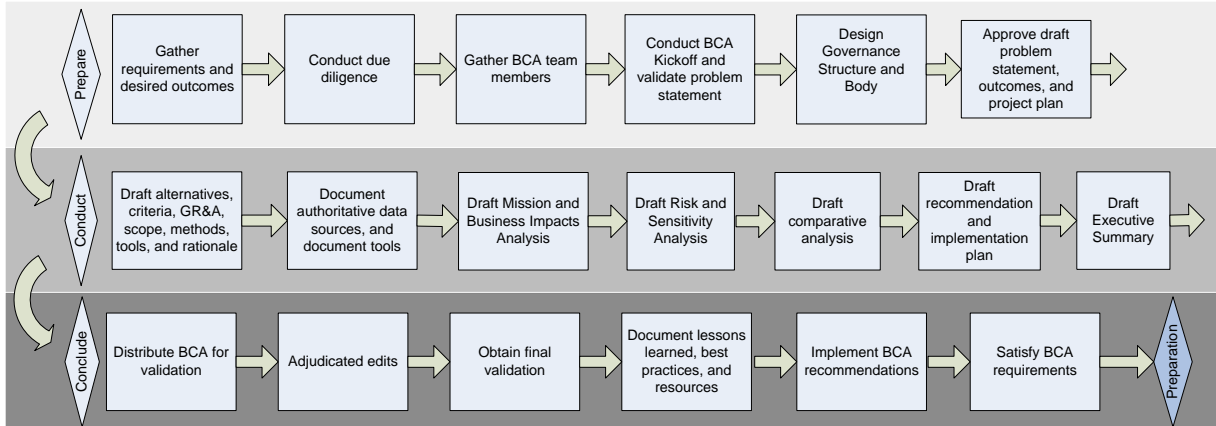 Prepare
Gather
requirements and
desired outcomes
Conduct due
diligence
Gather BCA team
members
Conduct BCA
Kickoff and
validate problem
statement
Design
Governance
Structure and
Body
Approve draft
problem
statement,
outcomes, and
project plan
Conduct
Draft alternatives,
criteria, GR&A,
scope, methods,
tools, and rationale
Document
authoritative data
sources, and
document tools
Draft Mission and
Business Impacts
Analysis
Draft Risk and
Sensitivity
Analysis
Draft
comparative
analysis
Draft
recommendation
and
implementation
plan
Draft
Executive
Summary
Conclude
Distribute BCA for
validation
Adjudicated edits
Obtain final
validation
Document lessons
learned, best
practices, and
resources
Implement BCA
recommendations
Satisfy BCA
requirements
Preparation